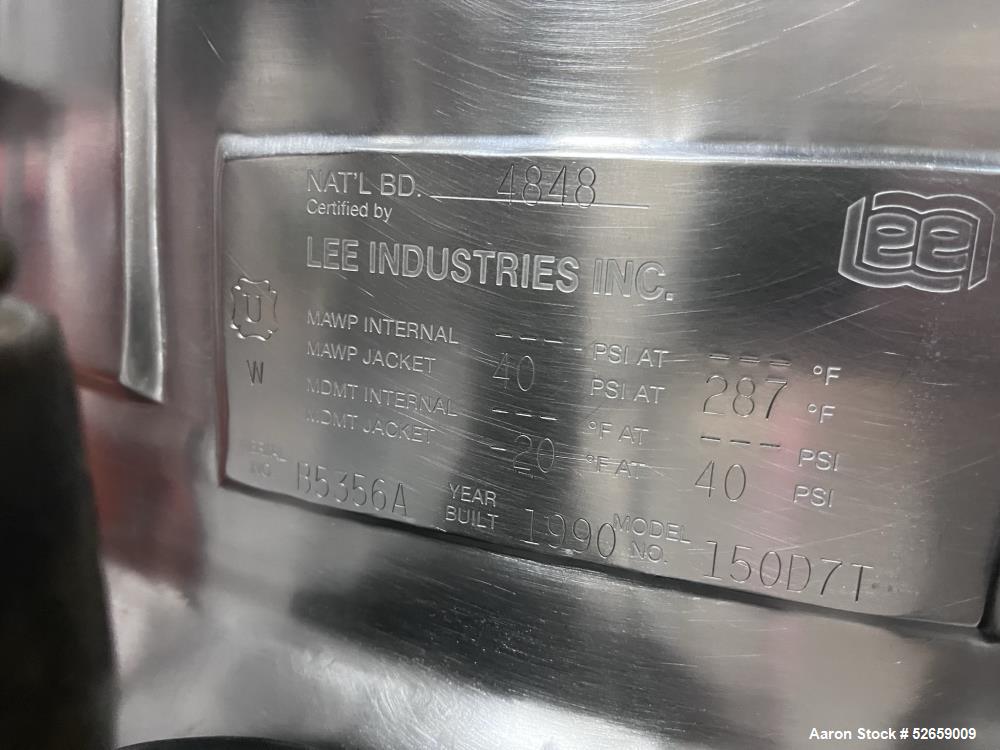 NAT'L BD. 4848
Certified by
LEE INDUSTRIES INC.
Lee
U
W
MAWP INTERNAL ---- PSI AT --- °F
MAWP JACKET 40 PSI AT 287 °F
MDMT INTERNAL --- °F AT --- PSI
MDMT JACKET -20 °F AT 40 PSI
SERIAL NO. B5356A YEAR BUILT 1990 MODEL NO. 150D7T
Aaron Stock # 52659009